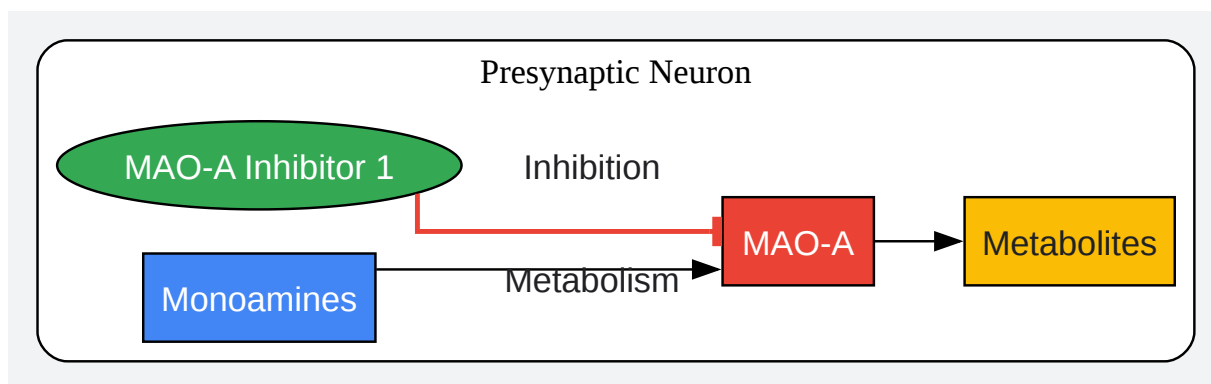 Presynaptic Neuron
MAO-A Inhibitor 1
Inhibition
MAO-A
Metabolites
Metabolism
Monoamines